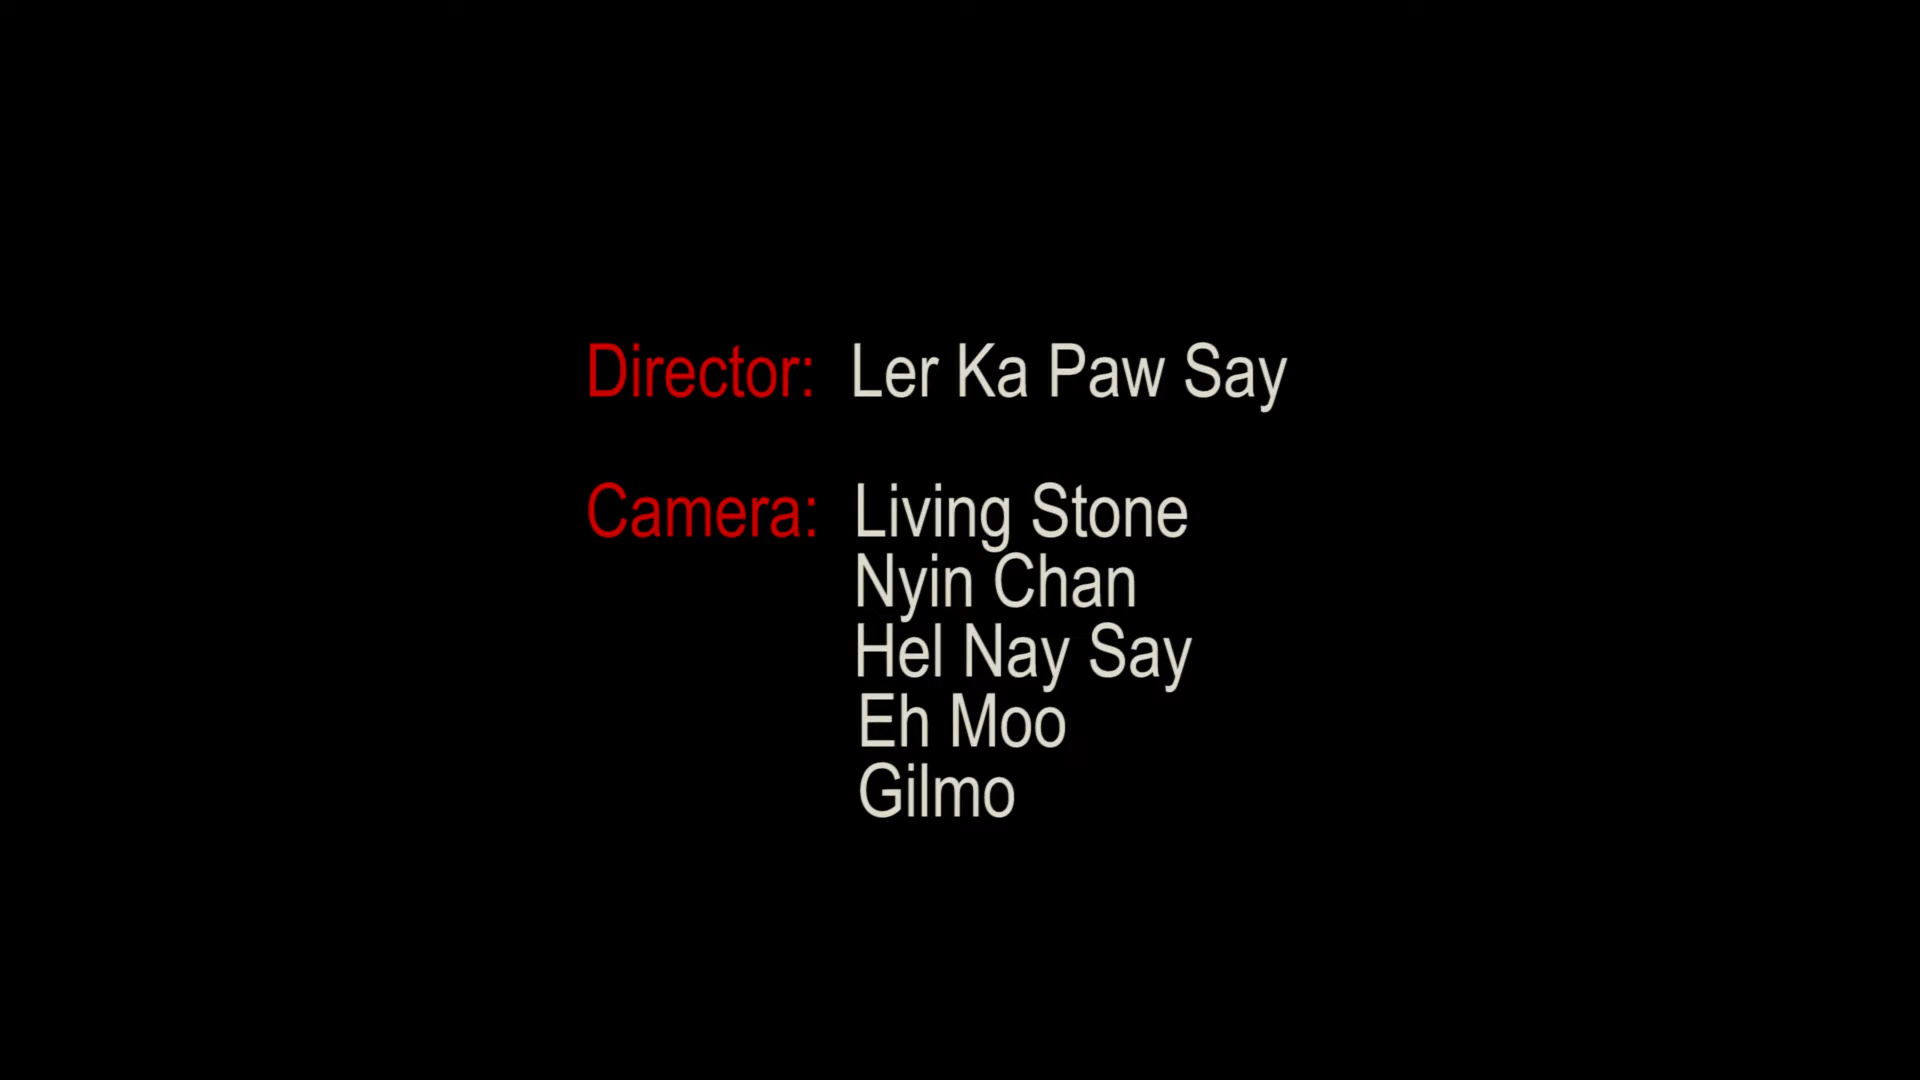 Director: Ler Ka Paw Say
Camera: Living Stone
Nyin Chan
Hel Nay Say
Eh Moo
Gilmo